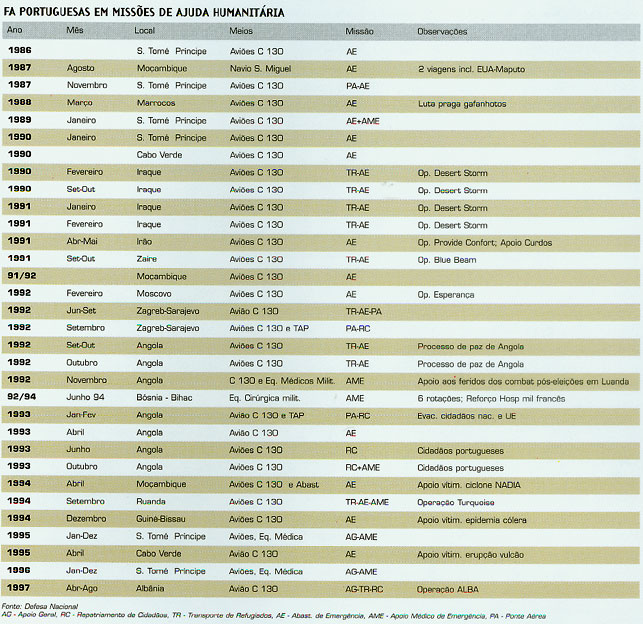 FA PORTUGUESAS EM MISSÕES DE AJUDA HUMANITÁRIA
Ano Mês Local Meios Missão Observações
1986 S. Tomé Príncipe Aviões C 130 AE
1987 Agosto Moçambique Navio S. Miguel AE 2 viagens incl. EUA-Maputo
1987 Novembro S. Tomé Príncipe Aviões C 130 PA-AE
1988 Março Marrocos Aviões C 130 AE Luta praga gafanhotos
1989 Janeiro S. Tomé Príncipe Aviões C 130 AE+AME
1990 Janeiro S. Tomé Príncipe Aviões C 130 AE
1990 Cabo Verde Aviões C 130 AE
1990 Fevereiro Iraque Aviões C 130 TR-AE Op. Desert Storm
1990 Set-Out Iraque Aviões C 130 TR-AE Op. Desert Storm
1991 Janeiro Iraque Aviões C 130 TR-AE Op. Desert Storm
1991 Fevereiro Iraque Aviões C 130 TR-AE Op. Desert Storm
1991 Abr-Mai Irão Aviões C 130 AE Op. Provide Confort; Apoio Curdos
1991 Set-Out Zaire Aviões C 130 TR-AE Op. Blue Beam
91/92 Moçambique Aviões C 130 AE
1992 Fevereiro Moscovo Aviões C 130 AE Op. Esperança
1992 Jun-Set Zagreb-Sarajevo Avião C 130 TR-AE-PA
1992 Setembro Zagreb-Sarajevo Aviões C 130 e TAP PA-RC
1992 Set-Out Angola Aviões C 130 TR-AE Processo de paz de Angola
1992 Outubro Angola Aviões C 130 TR-AE Processo de paz de Angola
1992 Novembro Angola C 130 e Eq. Médicos Milit. AME Apoio aos feridos dos combat pós-eleições em Luanda
92/94 Junho 94 Bósnia - Bihac Eq. Cirúrgica milit. AME 6 rotações; Reforço Hosp mil francês
1993 Jan-Fev Angola Avião C 130 e TAP PA-RC Evac. cidadãos nac. e UE
1993 Abril Angola Avião C 130 AE
1993 Junho Angola Aviões C 130 RC Cidadãos portugueses
1993 Outubro Angola Aviões C 130 RC+AME Cidadãos portugueses
1994 Abril Moçambique Aviões C 130 e Abast AE Apoio vítim. ciclone NADIA
1994 Setembro Ruanda Aviões C 130 TR-AE-AME Operação Turquoise
1994 Dezembro Guiné-Bissau Aviões C 130 AE Apoio vítim. epidemia cólera
1995 Jan-Dez S. Tomé Príncipe Aviões, Eq. Médica AG-AME
1995 Abril Cabo Verde Avião C 130 AE Apoio vítim. erupção vulcão
1996 Jan-Dez S. Tomé Príncipe Aviões, Eq. Médica AG-AME
1997 Abr-Ago Albânia Avião C 130 AG-TR-RC Operação ALBA
Fonte: Defesa Nacional
AG - Apoio Geral, RC - Repatriamento de Cidadãos, TR - Transporte de Refugiados, AE - Abast. de Emergência, AME - Apoio Médico de Emergência, PA - Ponte Aérea